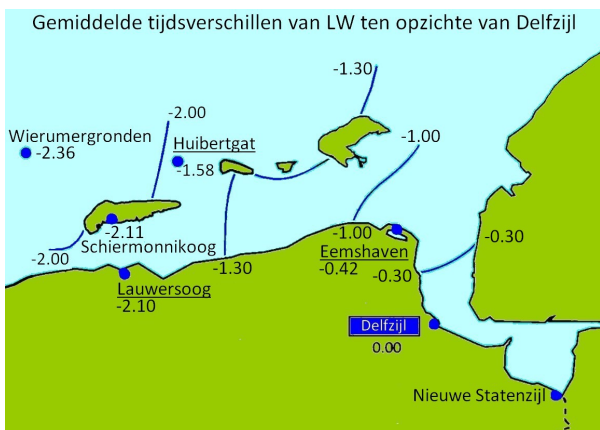 Gemiddelde tijdsverschillen van LW ten opzichte van Delfzijl
-1.30
-2.00
Wierumergronden
-2.36
Huibertgat
-1.58
-1.00
-2.11
Schiermonnikoog
-2.00
-1.30
-1.00
Eemshaven
-0.42
-0.30
-0.30
Lauwersoog
-2.10
Delfzijl
0.00
Nieuwe Statenzijl